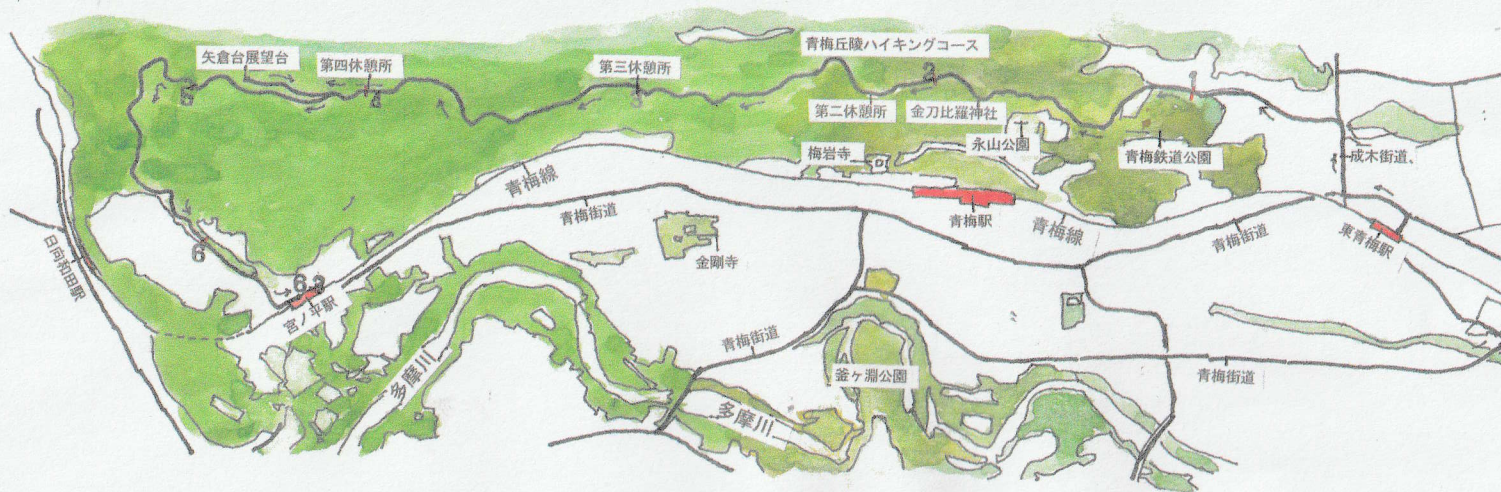 青梅丘陵ハイキングコース
矢倉台展望台
第四休憩所
第三休憩所
1
2
3
4
5
第二休憩所
金刀比羅神社
永山公園
梅岩寺
青梅鉄道公園
成木街道、
青梅線
青梅街道
青梅駅
青梅線
青梅街道
東青梅駅
金剛寺
日向和田駅
6
6.3
宮ノ平駅
多摩川
青梅街道
釜ヶ淵公園
青梅街道
多摩川